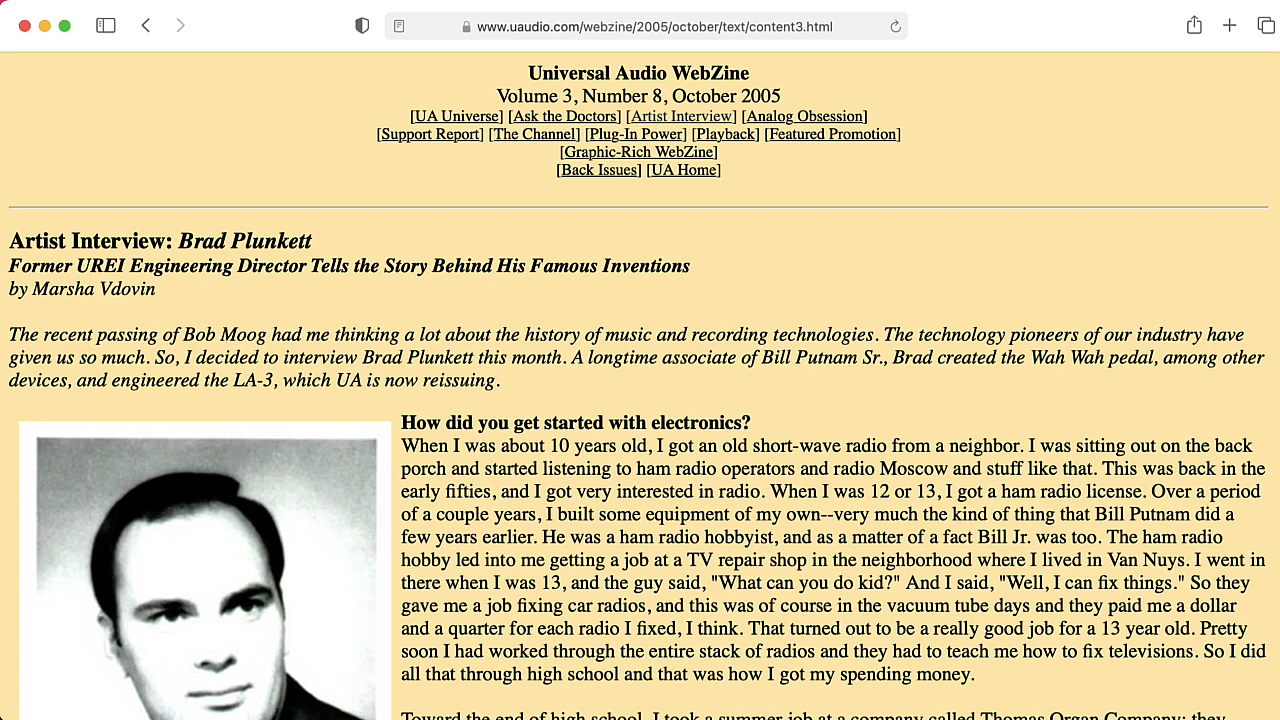 www.uaudio.com/webzine/2005/october/text/content3.html
Universal Audio WebZine
Volume 3, Number 8, October 2005
[UA Universe] [Ask the Doctors] [Artist Interview] [Analog Obsession]
[Support Report] [The Channel] [Plug-In Power] [Playback] [Featured Promotion]
[Graphic-Rich WebZine]
[Back Issues] [UA Home]
Artist Interview: Brad Plunkett
Former UREI Engineering Director Tells the Story Behind His Famous Inventions
by Marsha Vdovin
The recent passing of Bob Moog had me thinking a lot about the history of music and recording technologies. The technology pioneers of our industry have
given us so much. So, I decided to interview Brad Plunkett this month. A longtime associate of Bill Putnam Sr., Brad created the Wah Wah pedal, among other
devices, and engineered the LA-3, which UA is now reissuing.
How did you get started with electronics?
When I was about 10 years old, I got an old short-wave radio from a neighbor. I was sitting out on the back
porch and started listening to ham radio operators and radio Moscow and stuff like that. This was back in the
early fifties, and I got very interested in radio. When I was 12 or 13, I got a ham radio license. Over a period
of a couple years, I built some equipment of my own--very much the kind of thing that Bill Putnam did a
few years earlier. He was a ham radio hobbyist, and as a matter of a fact Bill Jr. was too. The ham radio
hobby led into me getting a job at a TV repair shop in the neighborhood where I lived in Van Nuys. I went in
there when I was 13, and the guy said, "What can you do kid?" And I said, "Well, I can fix things." So they
gave me a job fixing car radios, and this was of course in the vacuum tube days and they paid me a dollar
and a quarter for each radio I fixed, I think. That turned out to be a really good job for a 13 year old. Pretty
soon I had worked through the entire stack of radios and they had to teach me how to fix televisions. So I did
all that through high school and that was how I got my spending money.
Toward the end of high school, I took a summer job at a company called Thomas Organ Company; they